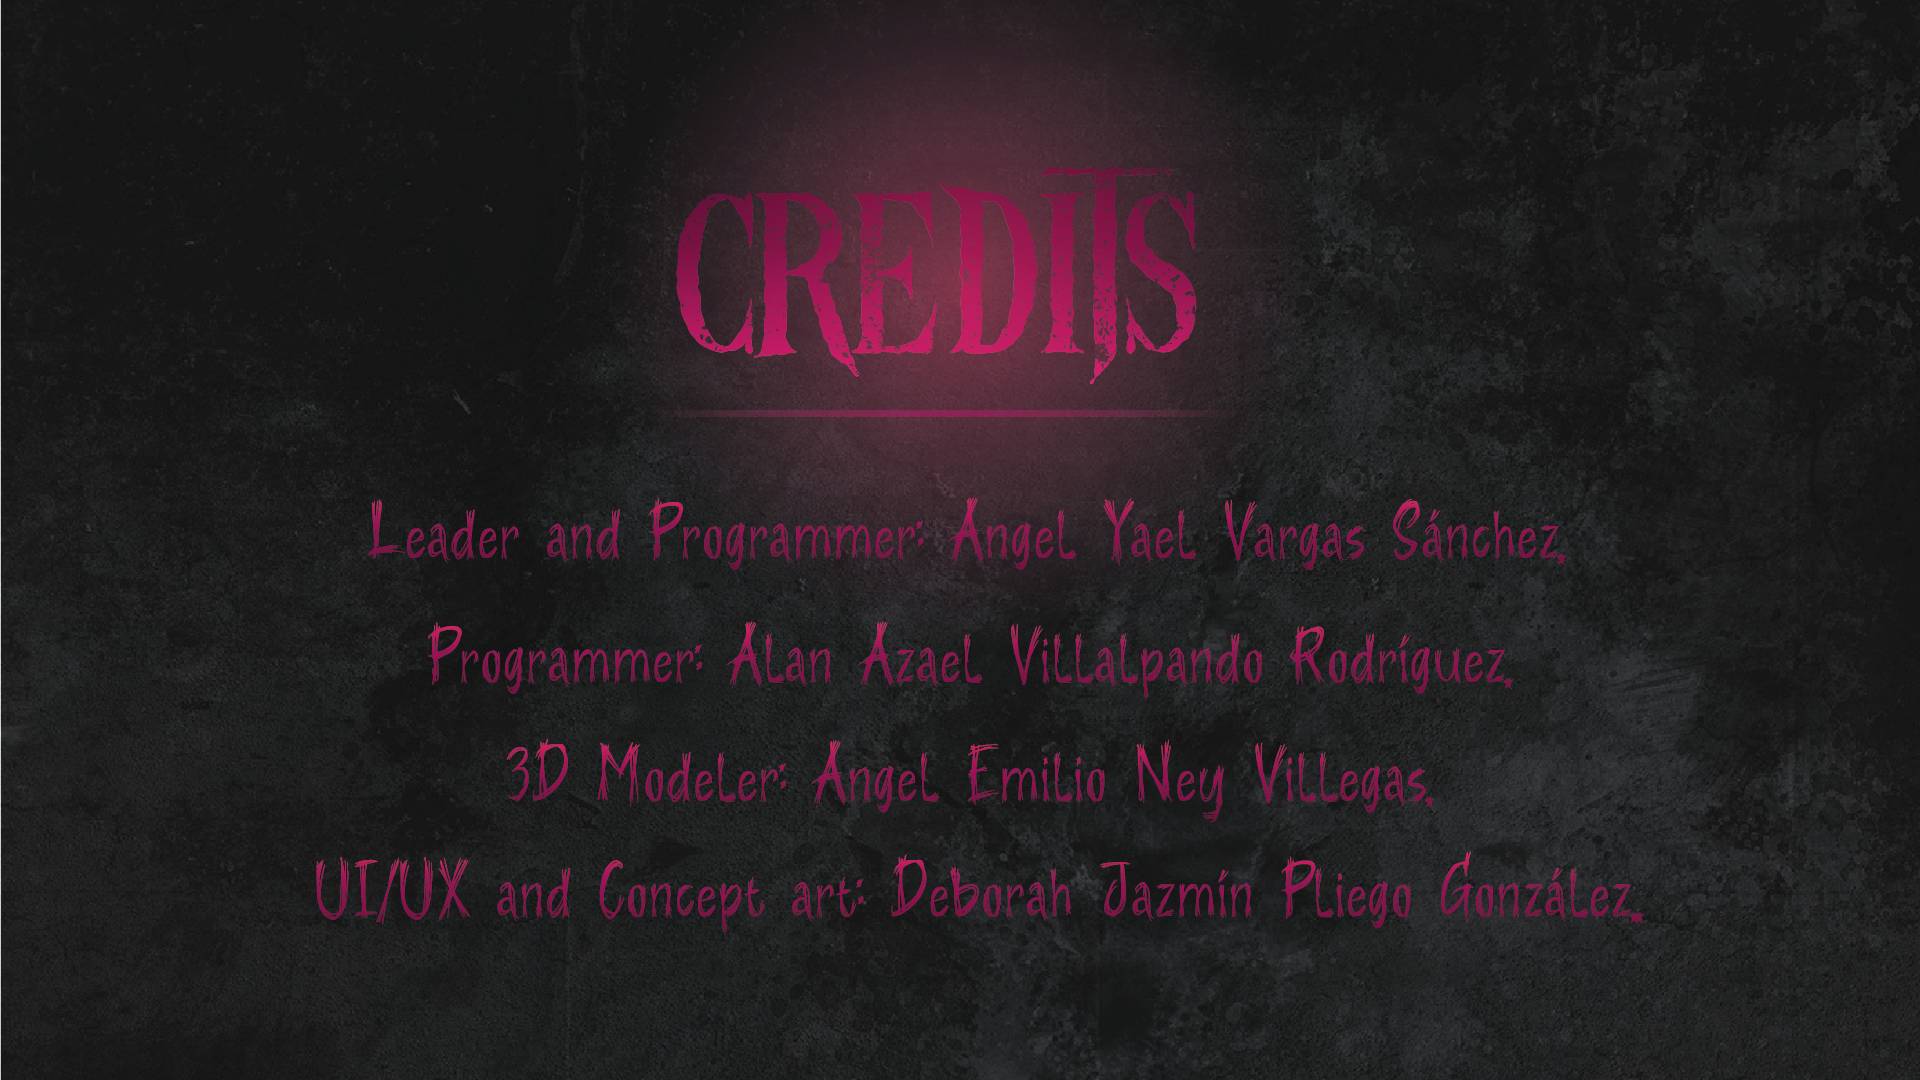 CREDITS
Leader and Programmer: Angel Yael Vargas Sánchez,
Programmer: Alan Azael Villalpando Rodríguez,
3D Modeler: Angel Emilio Ney Villegas,
UI/UX and Concept art: Deborah Jazmín Pliego González.